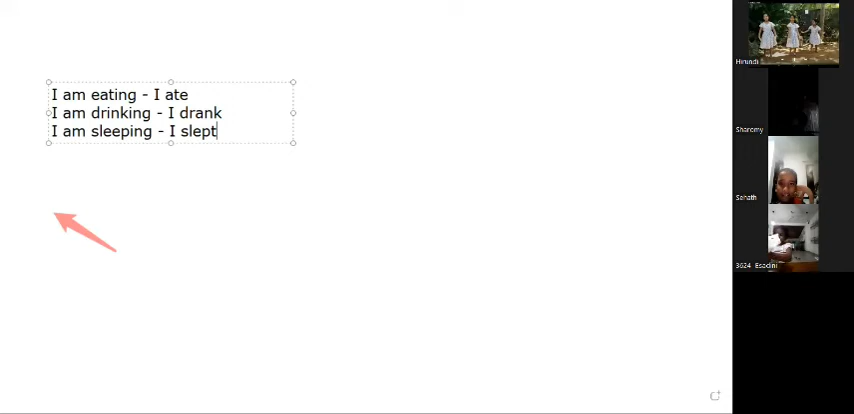 I am eating - I ate
I am drinking - I drank
I am sleeping - I slept
Hirundi
Sharomy
Sehath
3624 Esadini